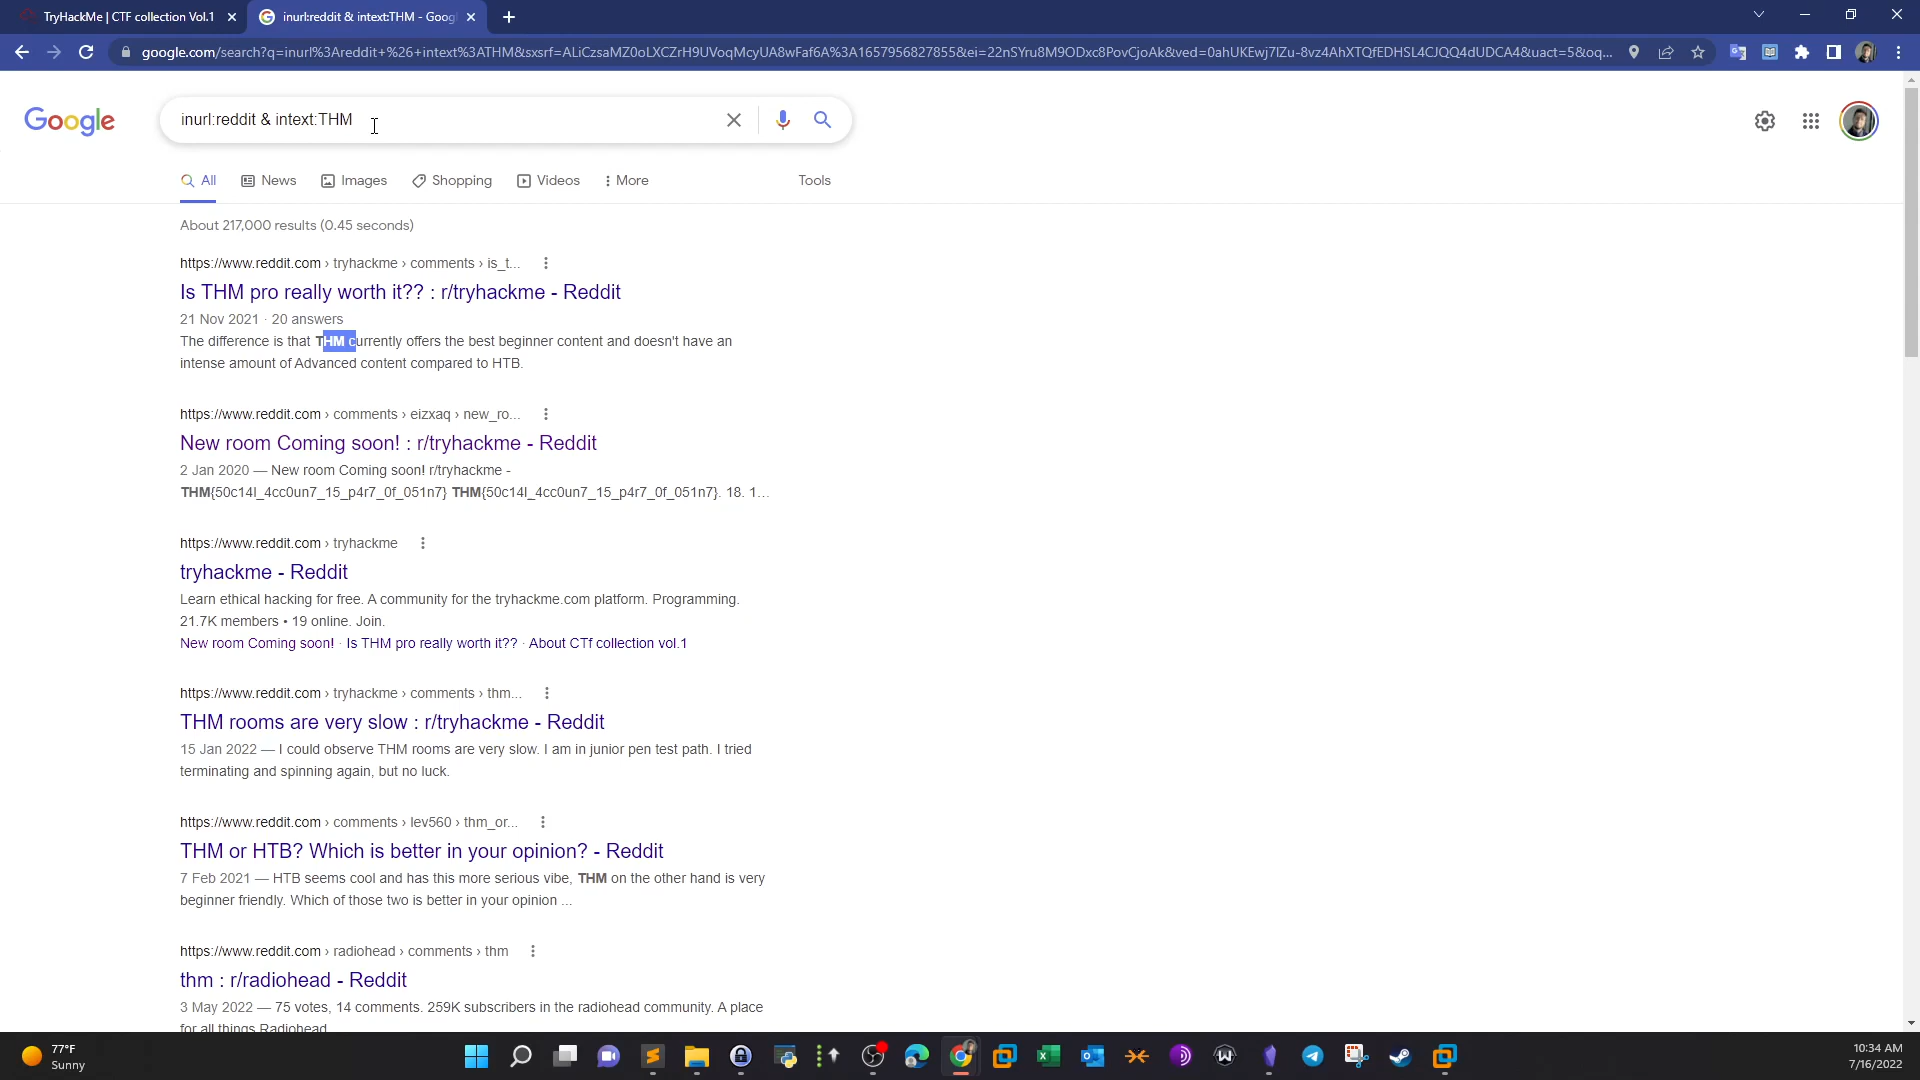 TryHackMe | CTF collection Vol.1
inurl:reddit & intext:THM - Goog
google.com/search?q=inurl%3Areddit+%26+intext%3ATHM&sxsrf=ALiCzsaMZ0oLXCZrH9UVoqMcyUA8wFaf6A%3A1657956827855&ei=22nSYru8M9ODxc8PovCjoAk&ved=0ahUKEwj7lZu-8vz4AhXTQfEDHSL4CJQQ4dUDCA4&uact=5&oq...
Google
inurl:reddit & intext:THM
All
News
Images
Shopping
Videos
More
Tools
About 217,000 results (0.45 seconds)
https://www.reddit.com › tryhackme › comments › is_t...
Is THM pro really worth it?? : r/tryhackme - Reddit
21 Nov 2021 · 20 answers
The difference is that THM currently offers the best beginner content and doesn't have an
intense amount of Advanced content compared to HTB.
https://www.reddit.com › comments › eizxaq › new_ro...
New room Coming soon! : r/tryhackme - Reddit
2 Jan 2020 — New room Coming soon! r/tryhackme -
THM{50c14l_4cc0un7_15_p4r7_0f_051n7} THM{50c14l_4cc0un7_15_p4r7_0f_051n7}. 18. 1...
https://www.reddit.com › tryhackme
tryhackme - Reddit
Learn ethical hacking for free. A community for the tryhackme.com platform. Programming.
21.7K members • 19 online. Join.
New room Coming soon! · Is THM pro really worth it?? · About CTf collection vol.1
https://www.reddit.com › tryhackme › comments › thm...
THM rooms are very slow : r/tryhackme - Reddit
15 Jan 2022 — I could observe THM rooms are very slow. I am in junior pen test path. I tried
terminating and spinning again, but no luck.
https://www.reddit.com › comments › lev560 › thm_or...
THM or HTB? Which is better in your opinion? - Reddit
7 Feb 2021 — HTB seems cool and has this more serious vibe, THM on the other hand is very
beginner friendly. Which of those two is better in your opinion ...
https://www.reddit.com › radiohead › comments › thm
thm : r/radiohead - Reddit
3 May 2022 — 75 votes, 14 comments. 259K subscribers in the radiohead community. A place
for all things Radiohead
77°F
Sunny
10:34 AM
7/16/2022